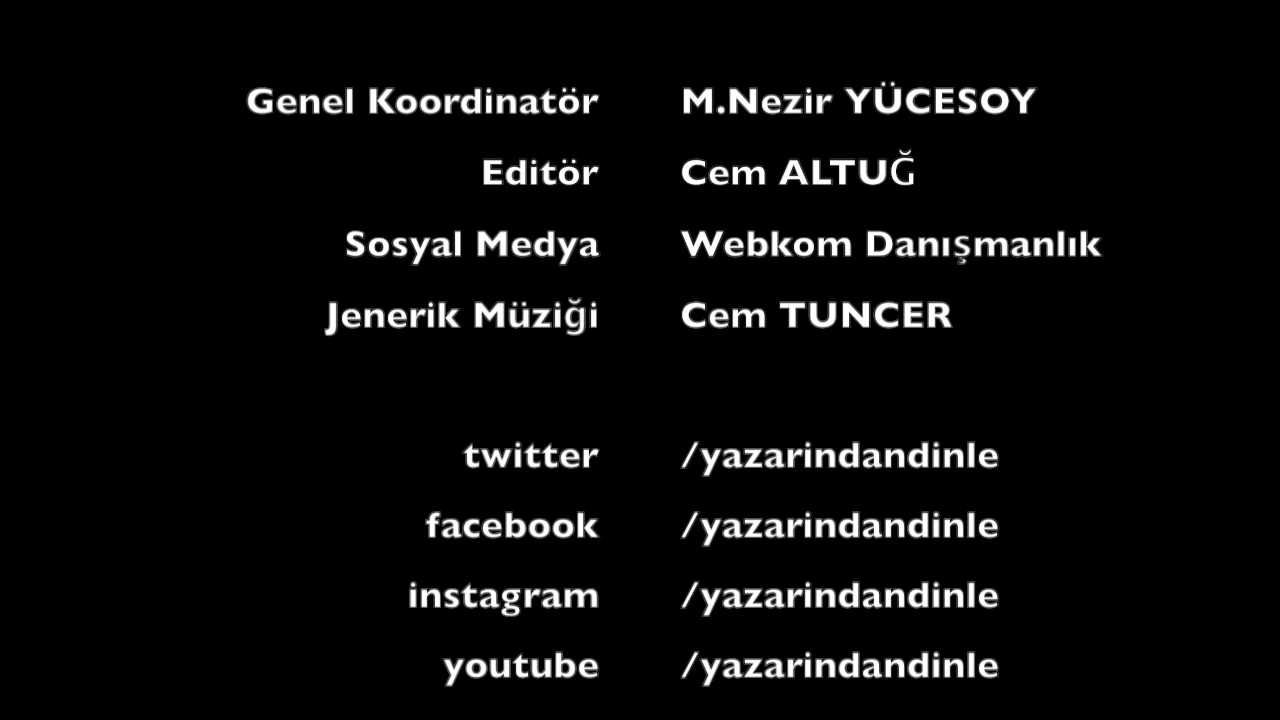 Genel Koordinatör M.Nezir YÜCESOY
Editör Cem ALTUĞ
Sosyal Medya Webkom Danışmanlık
Jenerik Müziği Cem TUNCER
twitter /yazarindandinle
facebook /yazarindandinle
instagram /yazarindandinle
youtube /yazarindandinle